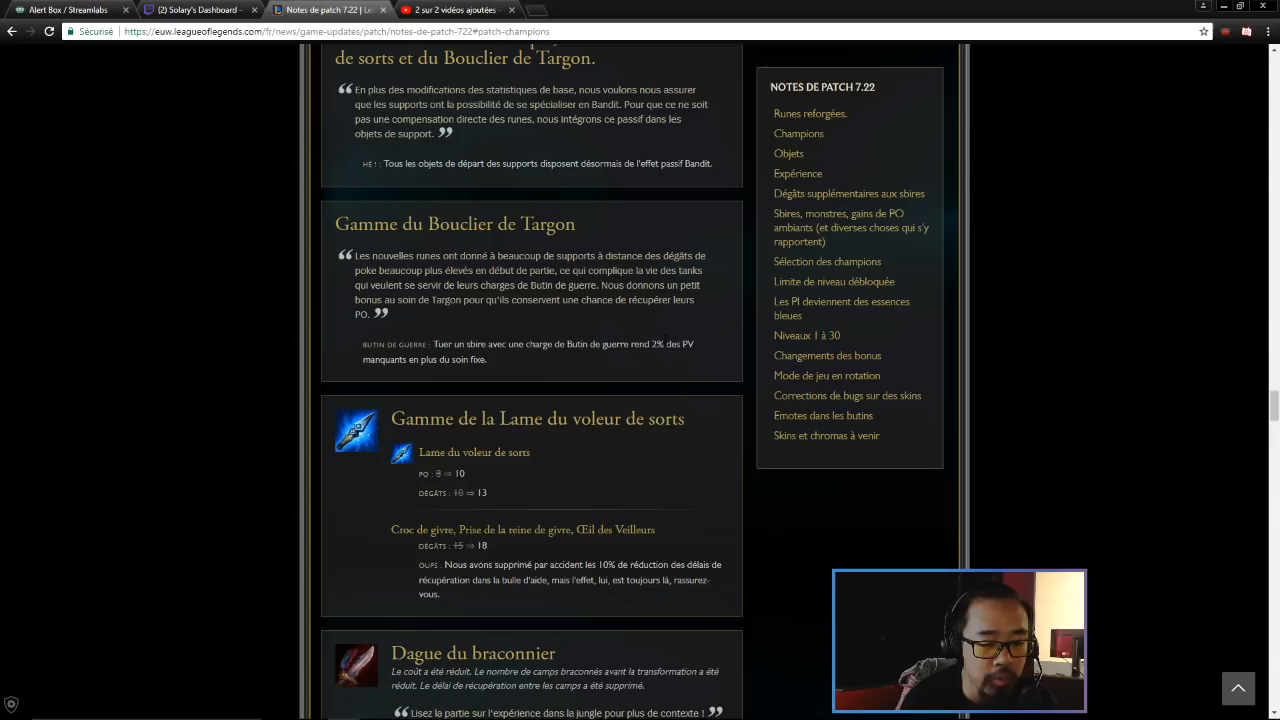 Alert Box / Streamlabs
(2) Solary's Dashboard -
Notes de patch 7.22 | Le
2 sur 2 vidéos ajoutées -
Sécurisé
https://euw.leagueoflegends.com/fr/news/game-updates/patch/notes-de-patch-722#patch-champions
de sorts et du Bouclier de Targon.
En plus des modifications des statistiques de base, nous voulons nous assurer
que les supports ont la possibilité de se spécialiser en Bandit. Pour que ce ne soit
pas une compensation directe des runes, nous intégrons ce passif dans les
objets de support.
HÉ ! : Tous les objets de départ des supports disposent désormais de l'effet passif Bandit.
Gamme du Bouclier de Targon
Les nouvelles runes ont donné à beaucoup de supports à distance des dégâts de
poke beaucoup plus élevés en début de partie, ce qui complique la vie des tanks
qui veulent se servir de leurs charges de Butin de guerre. Nous donnons un petit
bonus au soin de Targon pour qu'ils conservent une chance de récupérer leurs
PO.
BUTIN DE GUERRE : Tuer un sbire avec une charge de Butin de guerre rend 2% des PV
manquants en plus du soin fixe.
Gamme de la Lame du voleur de sorts
Lame du voleur de sorts
PO : 8 ⇒ 10
DÉGÂTS : 10 ⇒ 13
Croc de givre, Prise de la reine de givre, Œil des Veilleurs
DÉGÂTS : 15 ⇒ 18
OUPS : Nous avons supprimé par accident les 10% de réduction des délais de
récupération dans la bulle d'aide, mais l'effet, lui, est toujours là, rassurez-
vous.
Dague du braconnier
Le coût a été réduit. Le nombre de camps braconnés avant la transformation a été
réduit. Le délai de récupération entre les camps a été supprimé.
Lisez la partie sur l'expérience dans la jungle pour plus de contexte !
NOTES DE PATCH 7.22
Runes reforgées.
Champions
Objets
Expérience
Dégâts supplémentaires aux sbires
Sbires, monstres, gains de PO
ambiants (et diverses choses qui s'y
rapportent)
Sélection des champions
Limite de niveau débloquée
Les PI deviennent des essences
bleues
Niveaux 1 à 30
Changements des bonus
Mode de jeu en rotation
Corrections de bugs sur des skins
Emotes dans les butins
Skins et chromas à venir